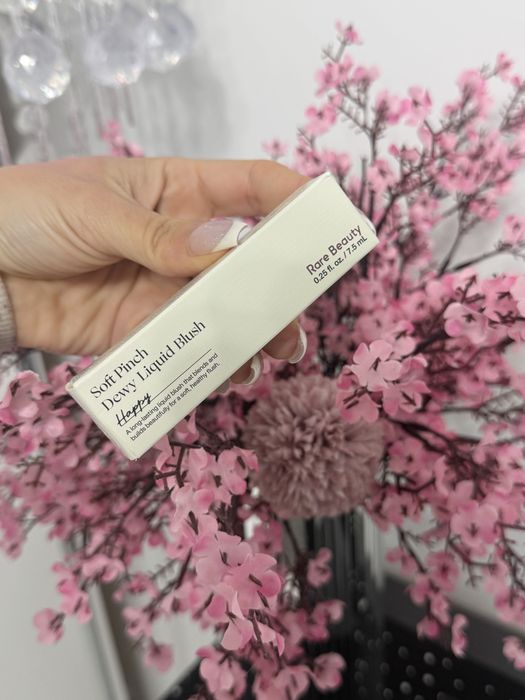 Soft Pinch
Dewy Liquid Blush
Happy
A long-lasting liquid blush that blends and
builds beautifully for a soft, healthy flush.
Rare Beauty
0.25 fl. oz. / 7.5 mL